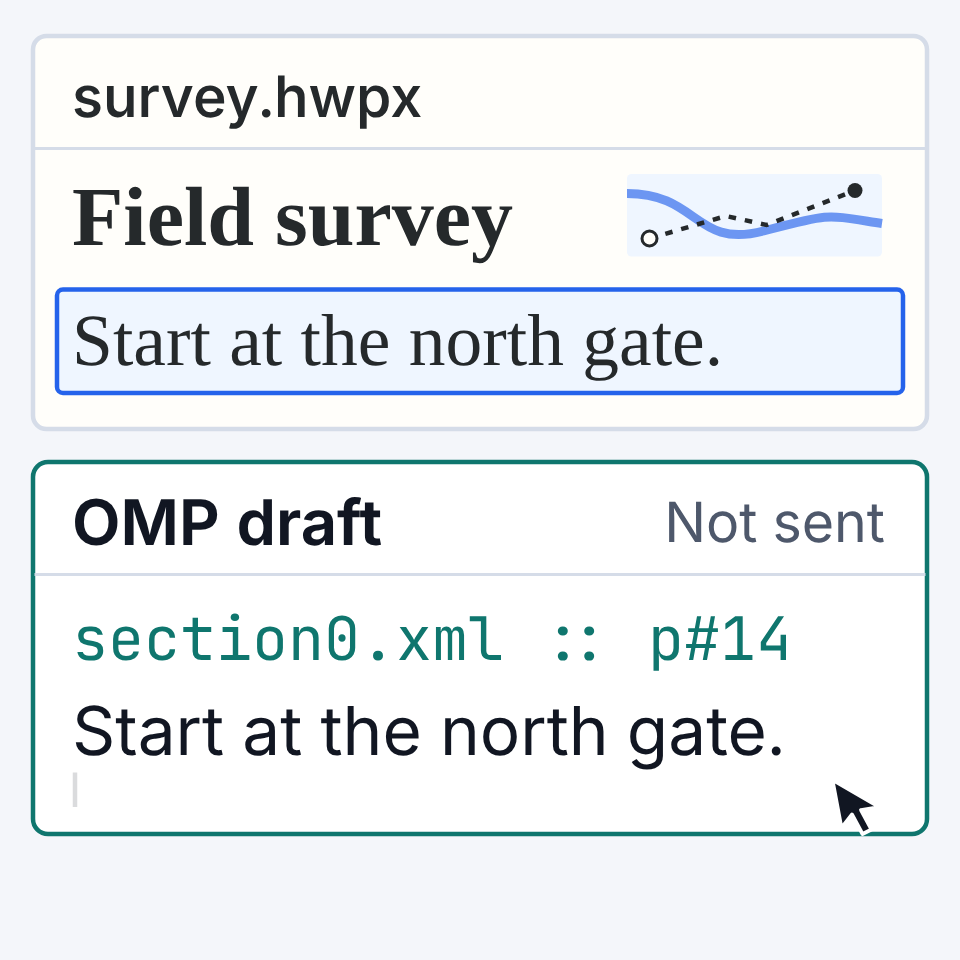 survey.hwpx
Field survey
Start at the north gate.
OMP draft
Not sent
section0.xml :: p#14
Start at the north gate.